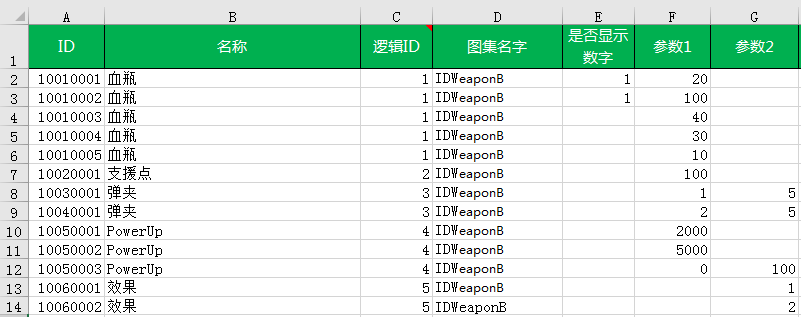 A B C D E F G
1 ID 名称 逻辑ID 图集名字 是否显示数字 参数1 参数2
2 10010001 血瓶 1 IDWeaponB 1 20
3 10010002 血瓶 1 IDWeaponB 1 100
4 10010003 血瓶 1 IDWeaponB 40
5 10010004 血瓶 1 IDWeaponB 30
6 10010005 血瓶 1 IDWeaponB 10
7 10020001 支援点 2 IDWeaponB 100
8 10030001 弹夹 3 IDWeaponB 1 5
9 10040001 弹夹 3 IDWeaponB 2 5
10 10050001 PowerUp 4 IDWeaponB 2000
11 10050002 PowerUp 4 IDWeaponB 5000
12 10050003 PowerUp 4 IDWeaponB 0 100
13 10060001 效果 5 IDWeaponB 1
14 10060002 效果 5 IDWeaponB 2